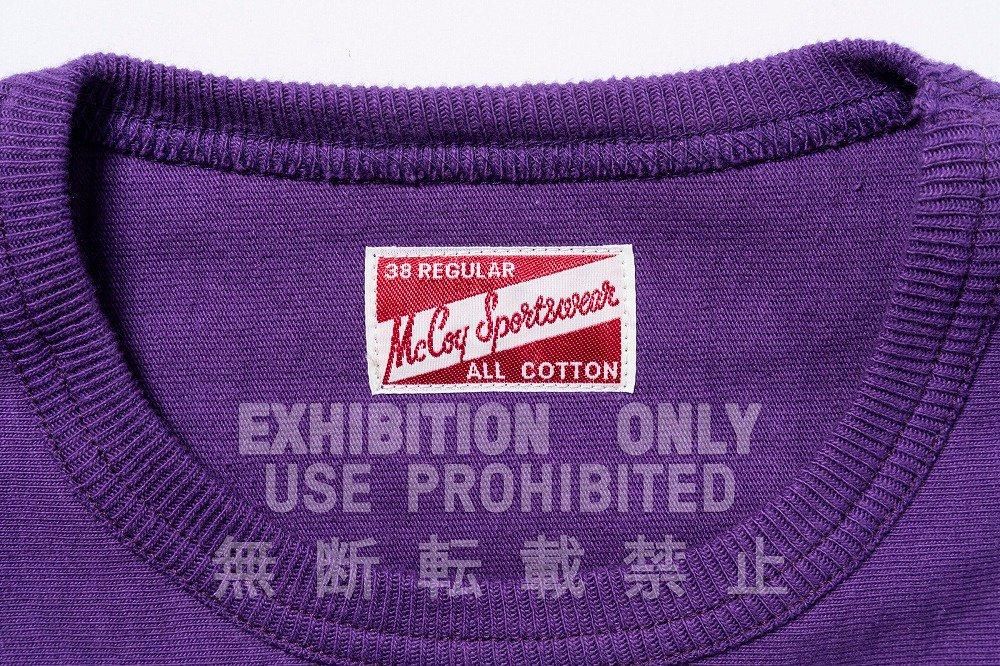 38 REGULAR
McCoy Sportswear
ALL COTTON
EXHIBITION ONLY
USE PROHIBITED
無断転載禁止